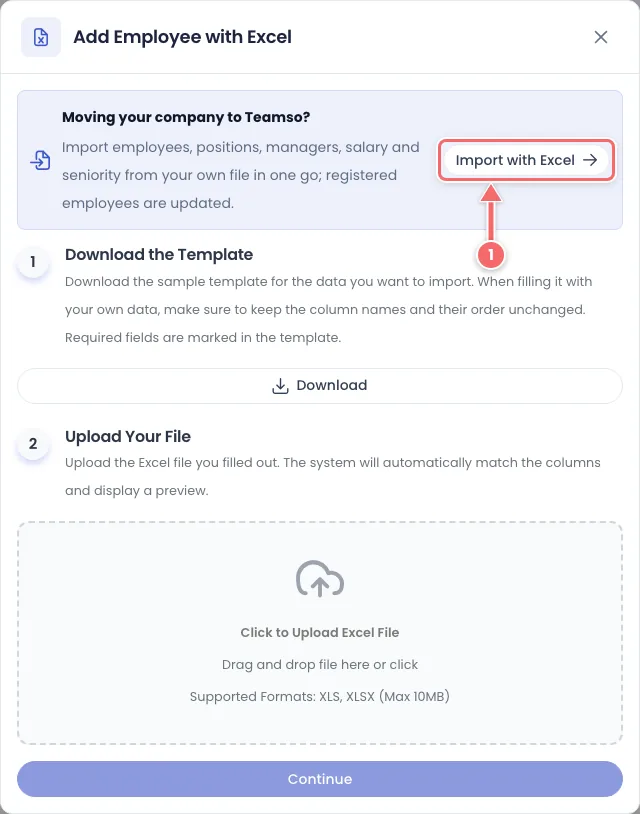 Add Employee with Excel
Moving your company to Teamso?
Import employees, positions, managers, salary and
seniority from your own file in one go; registered
employees are updated.
Import with Excel
1
1
Download the Template
Download the sample template for the data you want to import. When filling it with
your own data, make sure to keep the column names and their order unchanged.
Required fields are marked in the template.
Download
2
Upload Your File
Upload the Excel file you filled out. The system will automatically match the columns
and display a preview.
Click to Upload Excel File
Drag and drop file here or click
Supported Formats: XLS, XLSX (Max 10MB)
Continue